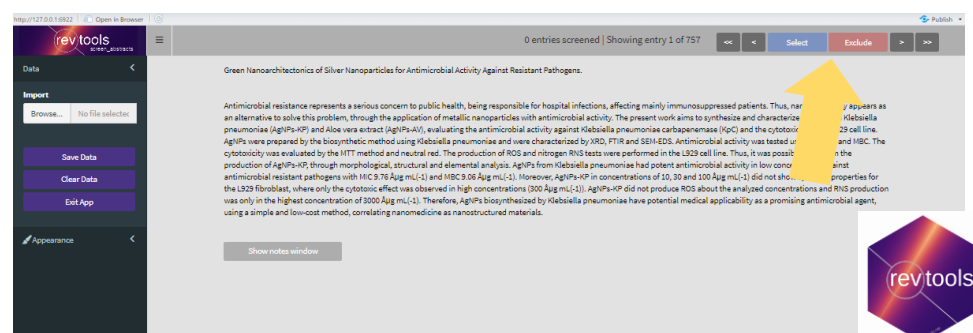 http://127.0.0.1:6922 Open in Browser Publish
revtools
screen_abstracts
0 entries screened | Showing entry 1 of 757 << < Select Exclude > >>
Data
Import
Browse... No file selected
Save Data
Clear Data
Exit App
Appearance
Green Nanoarchitectonics of Silver Nanoparticles for Antimicrobial Activity Against Resistant Pathogens.
Antimicrobial resistance represents a serious concern to public health, being responsible for hospital infections, affecting mainly immunosuppressed patients. Thus, appears as
an alternative to solve this problem, through the application of metallic nanoparticles with antimicrobial activity. The present work aims to synthesize and characterize Klebsiella
pneumoniae (AgNPs-KP) and Aloe vera extract (AgNPs-AV), evaluating the antimicrobial activity against Klebsiella pneumoniae carbapenemase (KpC) and the 29 cell line.
AgNPs were prepared by the biosynthetic method using Klebsiella pneumoniae and were characterized by XRD, FTIR and SEM-EDS. Antimicrobial activity was tested and MBC. The
cytotoxicity was evaluated by the MTT method and neutral red. The production of ROS and nitrogen RNS tests were performed in the L929 cell line. Thus, it was the
production of AgNPs-KP, through morphological, structural and elemental analysis. AgNPs from Klebsiella pneumoniae had potent antimicrobial activity in low
antimicrobial resistant pathogens with MIC 9.76 Âµg mL(-1) and MBC 9.06 Âµg mL(-1). Moreover, AgNPs-KP in concentrations of 10, 30 and 100 Âµg mL(-1) did not properties for
the L929 fibroblast, where only the cytotoxic effect was observed in high concentrations (300 Âµg mL(-1)). AgNPs-KP did not produce ROS about the analyzed concentrations and RNS production
was only in the highest concentration of 3000 Âµg mL(-1). Therefore, AgNPs biosynthesized by Klebsiella pneumoniae have potential medical applicability as a promising antimicrobial agent,
using a simple and low-cost method, correlating nanomedicine as nanostructured materials.
Show notes window
revtools